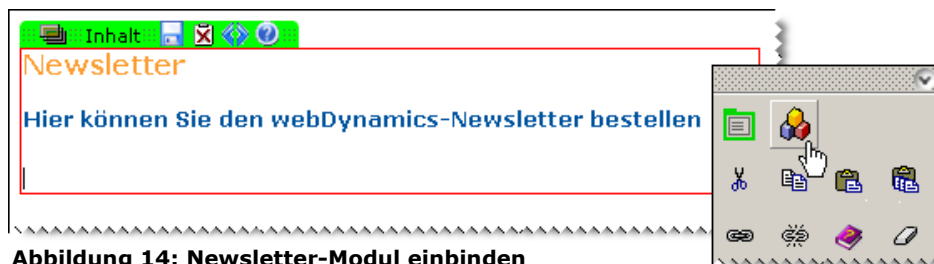 Inhalt
Newsletter
Hier können Sie den webDynamics-Newsletter bestellen
Abbildung 14: Newsletter-Modul einbinden